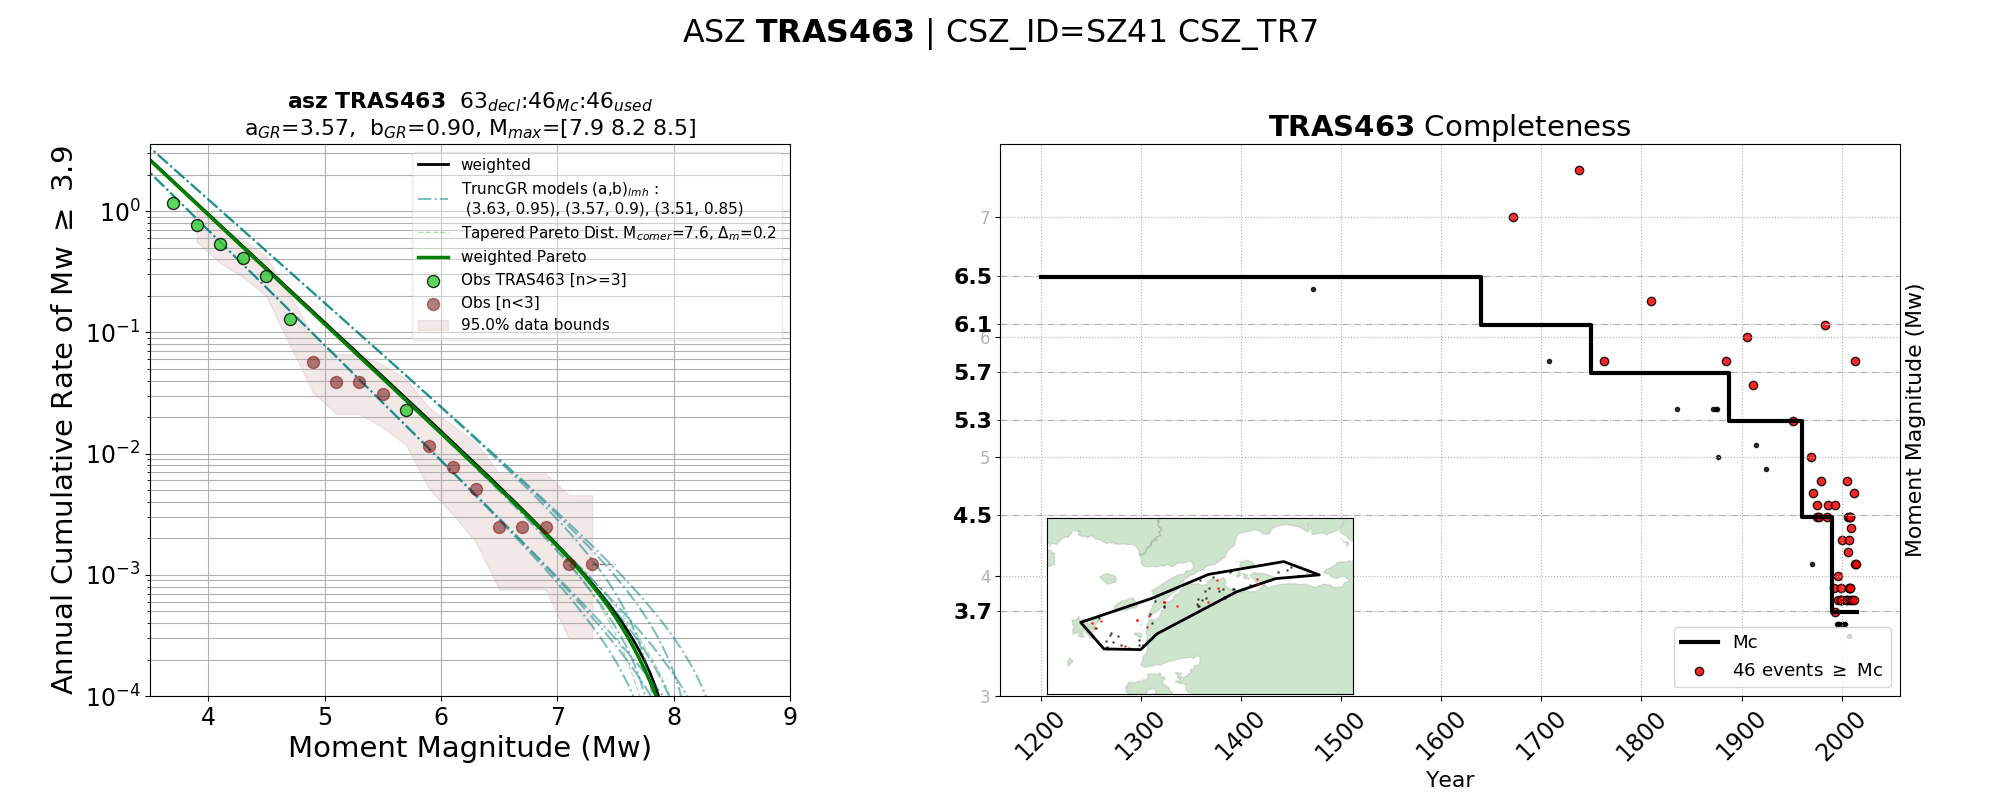 ASZ TRAS463 | CSZ_ID=SZ41 CSZ_TR7
asz TRAS463 63decl:46Mc:46used
aGR=3.57, bGR=0.90, Mmax=[7.9 8.2 8.5]
Annual Cumulative Rate of Mw ≥ 3.9
10^0
10^-1
10^-2
10^-3
10^-4
weighted
TruncGR models (a,b)lmh :
(3.63, 0.95), (3.57, 0.9), (3.51, 0.85)
Tapered Pareto Dist. Mcorner=7.6, Δm=0.2
weighted Pareto
Obs TRAS463 [n>=3]
Obs [n<3]
95.0% data bounds
4 5 6 7 8 9
Moment Magnitude (Mw)
TRAS463 Completeness
7
6.5
6.1
6
5.7
5.3
5
4.5
4
3.7
3
Moment Magnitude (Mw)
Mc
46 events ≥ Mc
1200 1300 1400 1500 1600 1700 1800 1900 2000
Year